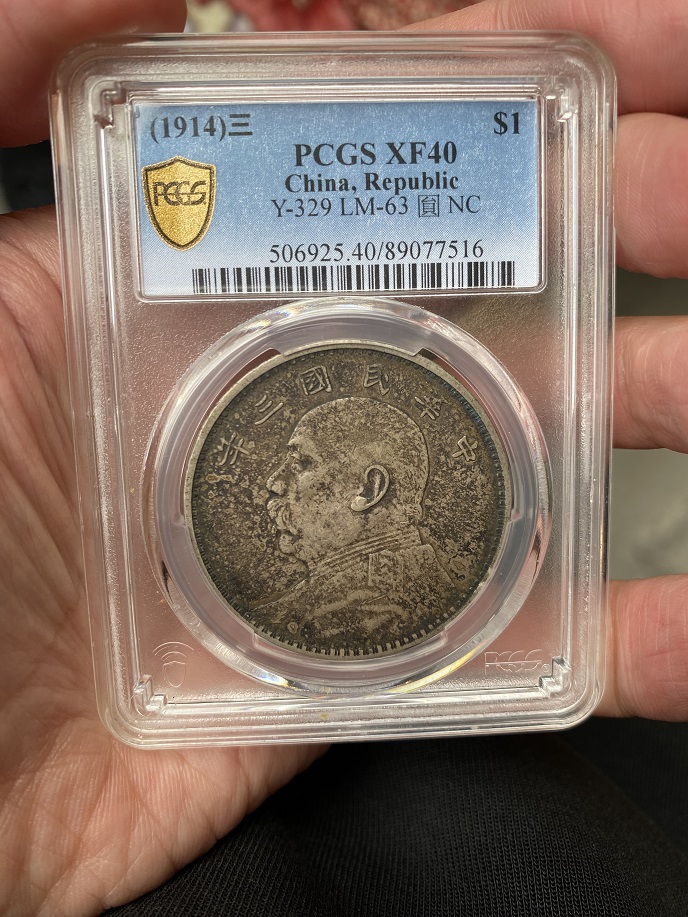 (1914)三 $1
PCGS XF40
China, Republic
PCGS
Y-329 LM-63 圓 NC
506925.40/89077516
年三國民華中
PCGS